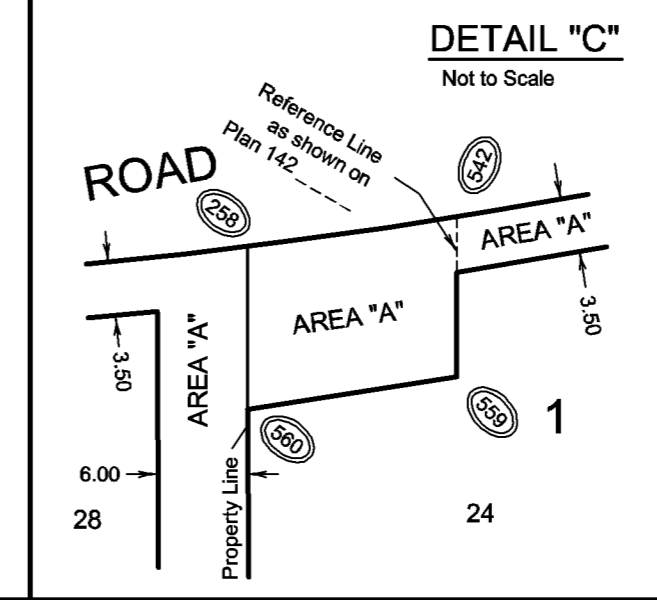 DETAIL "C"
Not to Scale
Reference Line
as shown on
Plan 142
ROAD
258
542
AREA "A"
AREA "A"
AREA "A"
3.50
3.50
559
1
560
6.00
Property Line
28
24